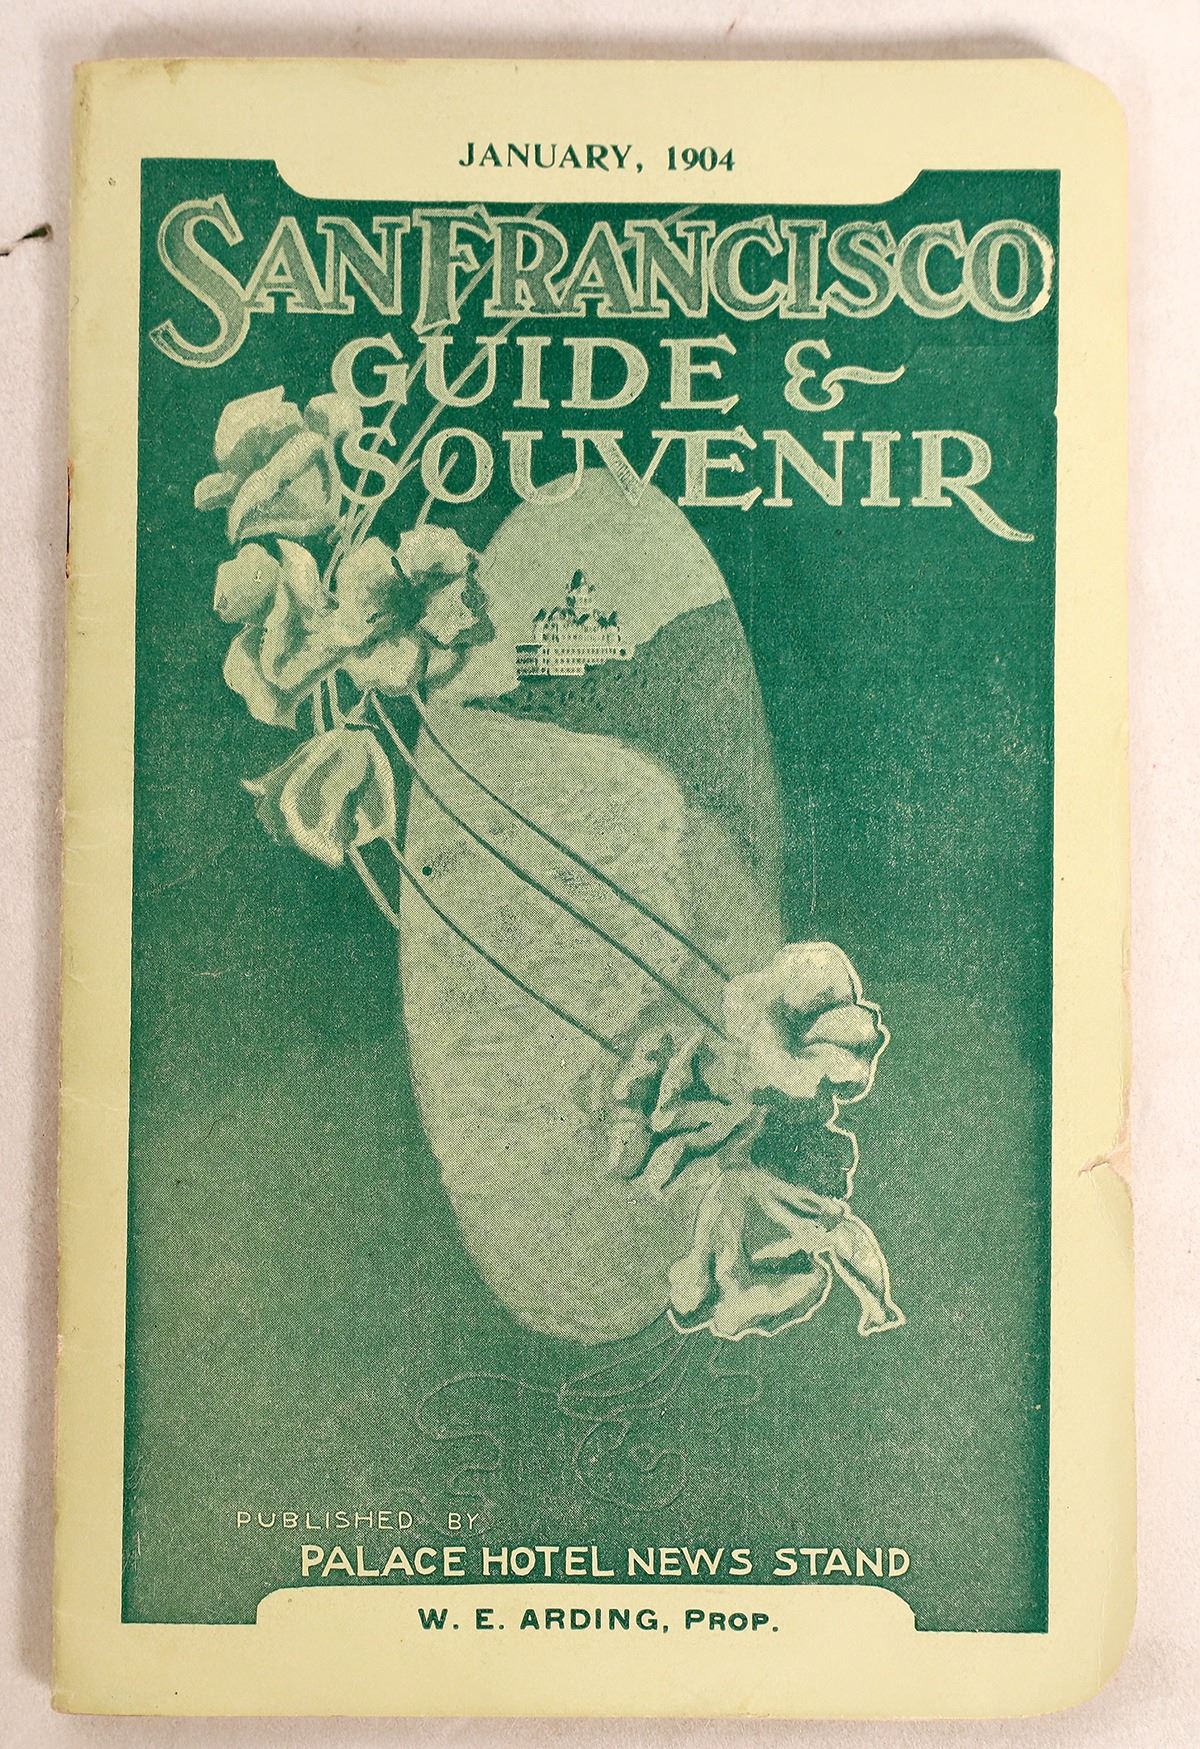 JANUARY, 1904
SAN FRANCISCO
GUIDE &
SOUVENIR
PUBLISHED BY
PALACE HOTEL NEWS STAND
W. E. ARDING, PROP.